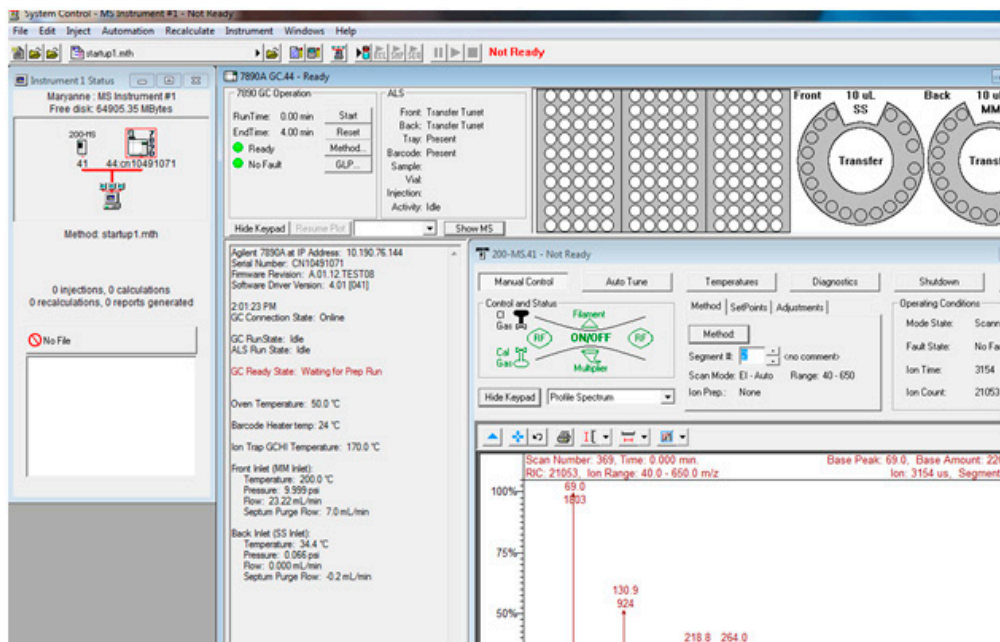 System Control - MS Instrument #1 - Not Ready
File Edit Inject Automation Recalculate Instrument Windows Help
startup1.mth
Not Ready
Instrument 1 Status
Maryanne : MS Instrument #1
Free disk: 64905.35 MBytes
200-MS
41 44:cn10491071
Method: startup1.mth
0 injections, 0 calculations
0 recalculations, 0 reports generated
No File
7890A GC.44 - Ready
7890 GC Operation
RunTime: 0.00 min Start
EndTime: 4.00 min Reset
Ready Method...
No Fault GLP...
ALS
Front: Transfer Turret
Back: Transfer Turret
Tray: Present
Barcode: Present
Sample:
Vial:
Injection:
Activity: Idle
Front 10 uL
SS
Transfer
Back 10 u
MM
Transf
Hide Keypad Resume Plot Show MS
Agilent 7890A at IP Address: 10.190.76.144
Serial Number: CN10491071
Firmware Revision: A.01.12.TEST08
Software Driver Version: 4.01 [041]
2:01:23 PM
GC Connection State: Online
GC RunState: Idle
ALS Run State: Idle
GC Ready State: Waiting for Prep Run
Oven Temperature: 50.0 °C
Barcode Heater temp: 24 °C
Ion Trap GCHI Temperature: 170.0 °C
Front Inlet (MM Inlet):
Temperature: 200.0 °C
Pressure: 9.999 psi
Flow: 23.22 mL/min
Septum Purge Flow: 7.0 mL/min
Back Inlet (SS Inlet):
Temperature: 34.4 °C
Pressure: 0.066 psi
Flow: 0.000 mL/min
Septum Purge Flow: -0.2 mL/min
200-MS.41 - Not Ready
Manual Control Auto Tune Temperatures Diagnostics Shutdown
Control and Status
CI Gas
Filament
RF ON/OFF RF
Cal Gas
Multiplier
Hide Keypad Profile Spectrum
Method SetPoints Adjustments
Method
Segment #: <no comment>
Scan Mode: EI - Auto Range: 40 - 650
Ion Prep.: None
Operating Conditions
Mode State: Scann
Fault State: No Fau
Ion Time: 3154
Ion Count: 21053
Scan Number: 369, Time: 0.000 min. Base Peak: 69.0, Base Amount: 220
RIC: 21053, Ion Range: 40.0 - 650.0 m/z Ion: 3154 us, Segment
100%
69.0
1803
75%
130.9
924
50%
218.8 264.0